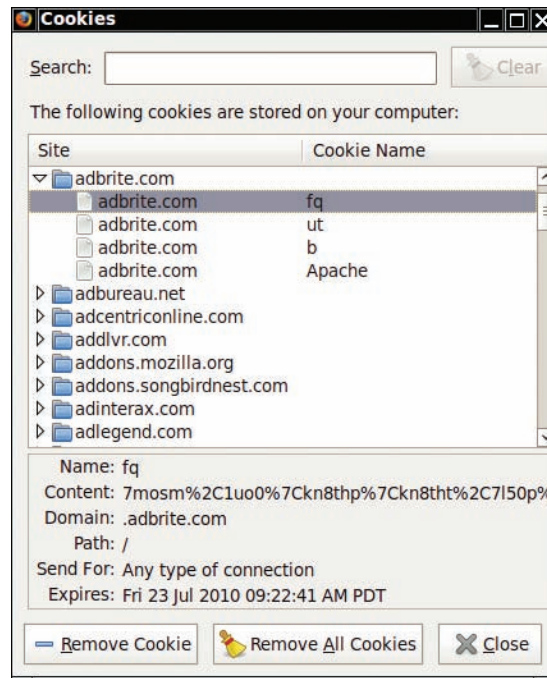 Cookies
Search:
Clear
The following cookies are stored on your computer:
Site Cookie Name
adbrite.com
adbrite.com fq
adbrite.com ut
adbrite.com b
adbrite.com Apache
adbureau.net
adcentriconline.com
addlvr.com
addons.mozilla.org
addons.songbirdnest.com
adinterax.com
adlegend.com
Name: fq
Content: 7mosm%2C1uo0%7Ckn8thp%7Ckn8tht%2C7l50p%
Domain: .adbrite.com
Path: /
Send For: Any type of connection
Expires: Fri 23 Jul 2010 09:22:41 AM PDT
Remove Cookie Remove All Cookies Close